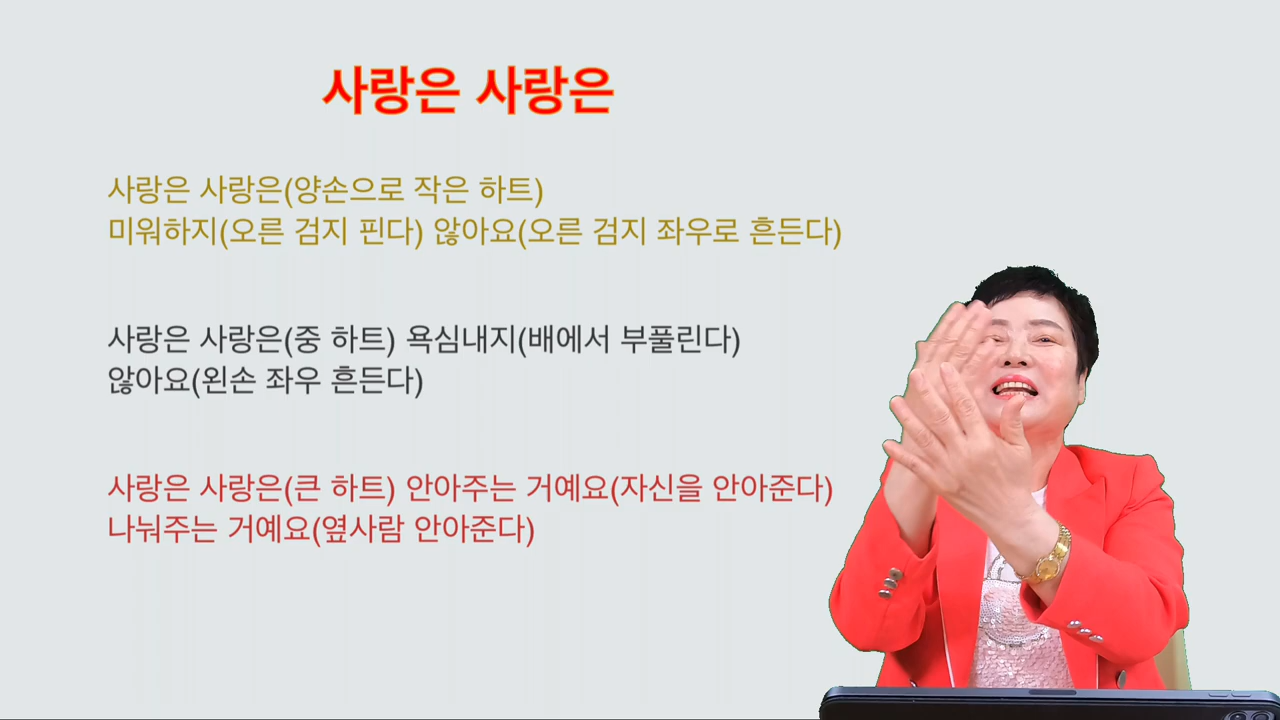 사랑은 사랑은
사랑은 사랑은(양손으로 작은 하트)
미워하지(오른 검지 핀다) 않아요(오른 검지 좌우로 흔든다)
사랑은 사랑은(중 하트) 욕심내지(배에서 부풀린다)
않아요(왼손 좌우 흔든다)
사랑은 사랑은(큰 하트) 안아주는 거예요(자신을 안아준다)
나눠주는 거예요(옆사람 안아준다)